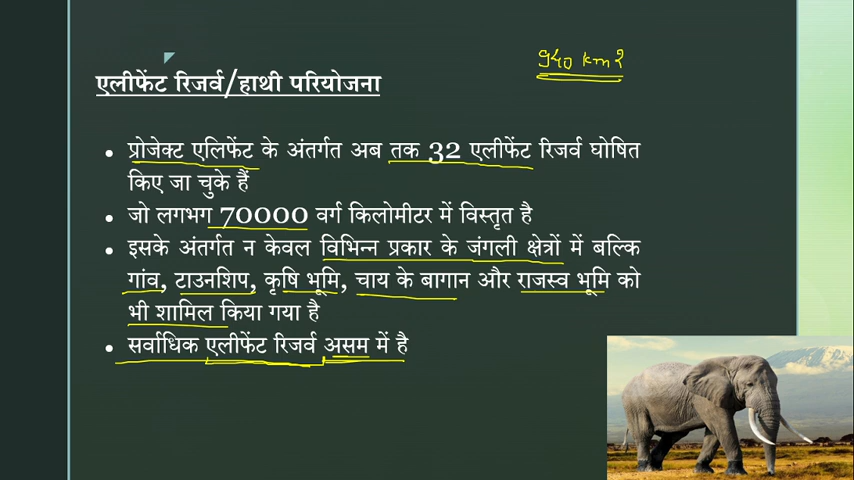 940 km2
एलीफेंट रिजर्व/हाथी परियोजना
• प्रोजेक्ट एलिफेंट के अंतर्गत अब तक 32 एलीफेंट रिजर्व घोषित
किए जा चुके हैं
• जो लगभग 70000 वर्ग किलोमीटर में विस्तृत है
• इसके अंतर्गत न केवल विभिन्न प्रकार के जंगली क्षेत्रों में बल्कि
गांव, टाउनशिप, कृषि भूमि, चाय के बागान और राजस्व भूमि को
भी शामिल किया गया है
• सर्वाधिक एलीफेंट रिजर्व असम में है